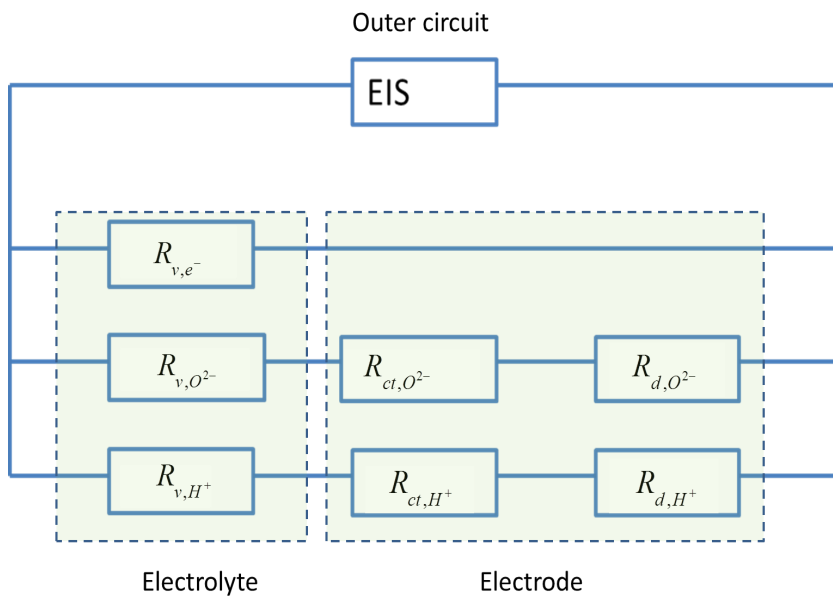 Outer circuit
EIS
R_{v,e^-}
R_{v,O^{2-}} R_{ct,O^{2-}} R_{d,O^{2-}}
R_{v,H^+} R_{ct,H^+} R_{d,H^+}
Electrolyte Electrode